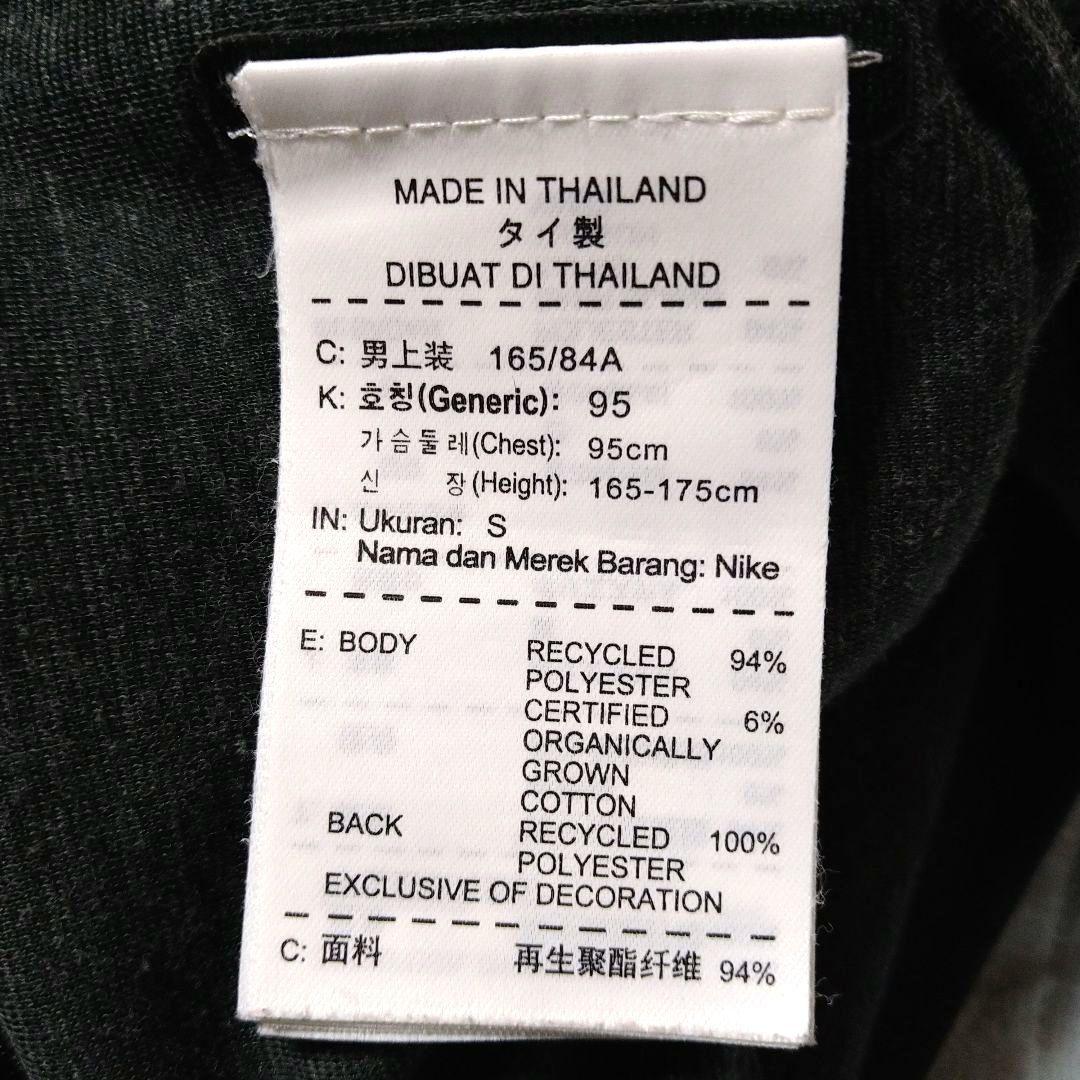 MADE IN THAILAND
タイ製
DIBUAT DI THAILAND
C: 男上装 165/84A
K: 호칭(Generic): 95
가슴둘레(Chest): 95cm
신 장(Height): 165-175cm
IN: Ukuran: S
Nama dan Merek Barang: Nike
E: BODY RECYCLED 94%
POLYESTER
CERTIFIED 6%
ORGANICALLY
GROWN
COTTON
BACK RECYCLED 100%
POLYESTER
EXCLUSIVE OF DECORATION
C: 面料 再生聚酯纤维 94%